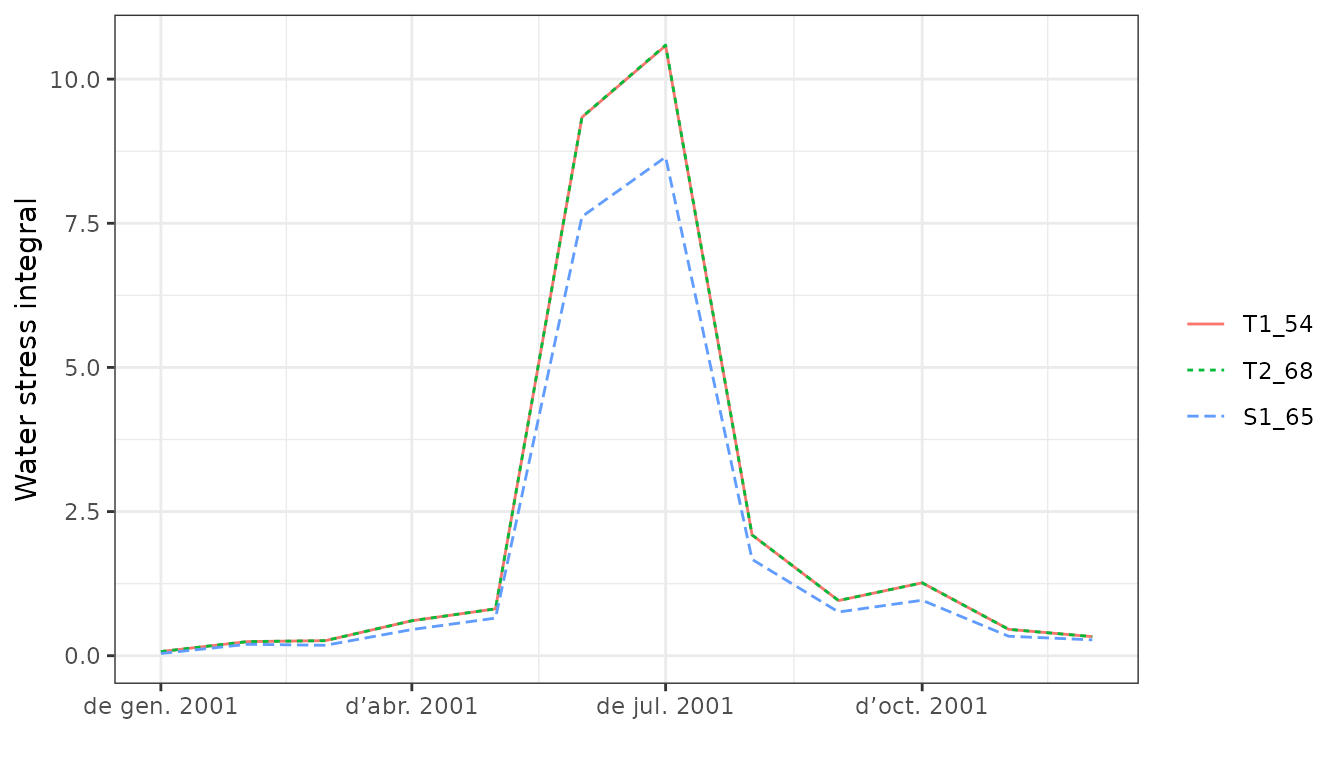 Water stress integral
10.0
7.5
5.0
2.5
0.0
de gen. 2001
d’abr. 2001
de jul. 2001
d’oct. 2001
T1_54
T2_68
S1_65